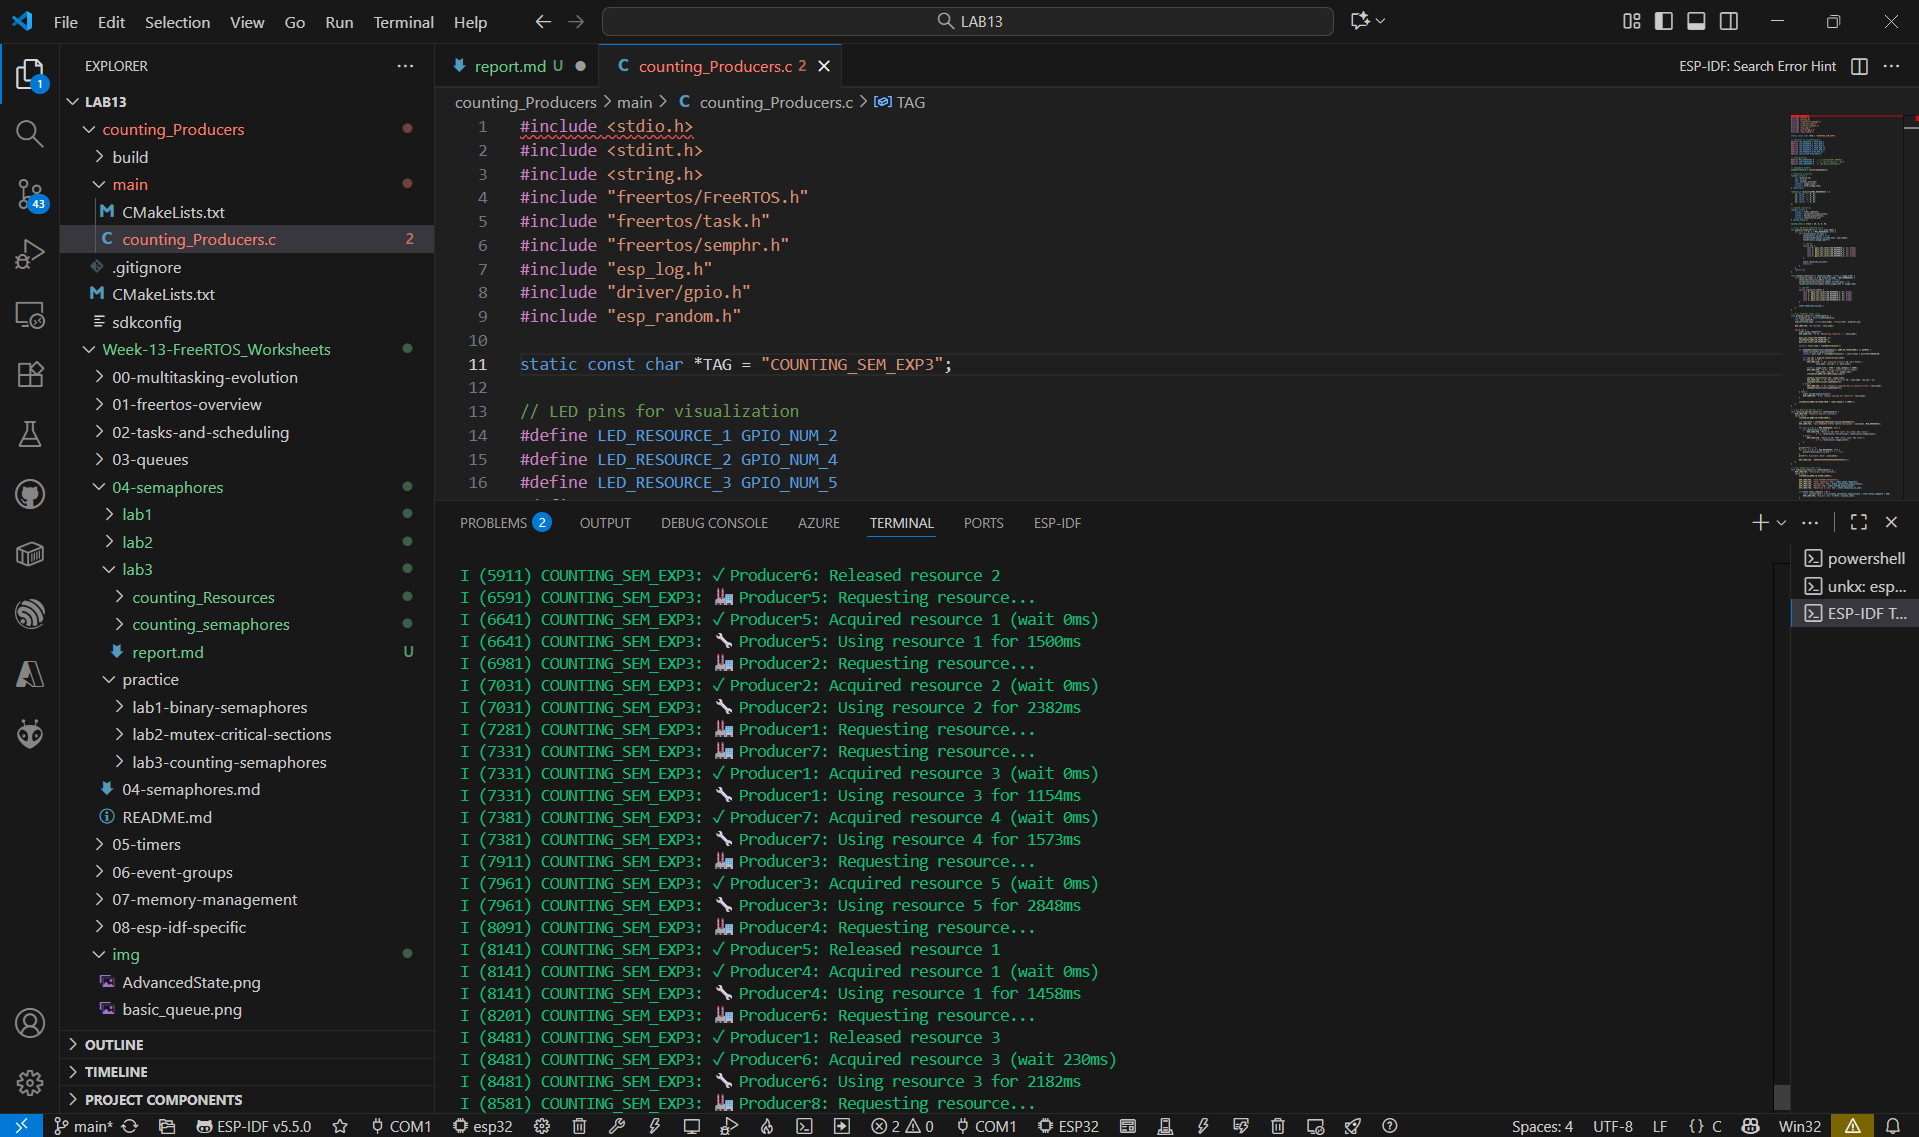 File Edit Selection View Go Run Terminal Help
LAB13
EXPLORER
LAB13
counting_Producers
build
main
CMakeLists.txt
counting_Producers.c 2
.gitignore
CMakeLists.txt
sdkconfig
Week-13-FreeRTOS_Worksheets
00-multitasking-evolution
01-freertos-overview
02-tasks-and-scheduling
03-queues
04-semaphores
lab1
lab2
lab3
counting_Resources
counting_semaphores
report.md U
practice
lab1-binary-semaphores
lab2-mutex-critical-sections
lab3-counting-semaphores
04-semaphores.md
README.md
05-timers
06-event-groups
07-memory-management
08-esp-idf-specific
img
AdvancedState.png
basic_queue.png
OUTLINE
TIMELINE
PROJECT COMPONENTS
1
43
report.md U
counting_Producers.c 2
ESP-IDF: Search Error Hint
counting_Producers > main > C counting_Producers.c > TAG
1 #include <stdio.h>
2 #include <stdint.h>
3 #include <string.h>
4 #include "freertos/FreeRTOS.h"
5 #include "freertos/task.h"
6 #include "freertos/semphr.h"
7 #include "esp_log.h"
8 #include "driver/gpio.h"
9 #include "esp_random.h"
10
11 static const char *TAG = "COUNTING_SEM_EXP3";
12
13 // LED pins for visualization
14 #define LED_RESOURCE_1 GPIO_NUM_2
15 #define LED_RESOURCE_2 GPIO_NUM_4
16 #define LED_RESOURCE_3 GPIO_NUM_5
PROBLEMS 2 OUTPUT DEBUG CONSOLE AZURE TERMINAL PORTS ESP-IDF
powershell
unkx: esp...
ESP-IDF T...
I (5911) COUNTING_SEM_EXP3: ✓ Producer6: Released resource 2
I (6591) COUNTING_SEM_EXP3: 🏭 Producer5: Requesting resource...
I (6641) COUNTING_SEM_EXP3: ✓ Producer5: Acquired resource 1 (wait 0ms)
I (6641) COUNTING_SEM_EXP3: 🔧 Producer5: Using resource 1 for 1500ms
I (6981) COUNTING_SEM_EXP3: 🏭 Producer2: Requesting resource...
I (7031) COUNTING_SEM_EXP3: ✓ Producer2: Acquired resource 2 (wait 0ms)
I (7031) COUNTING_SEM_EXP3: 🔧 Producer2: Using resource 2 for 2382ms
I (7281) COUNTING_SEM_EXP3: 🏭 Producer1: Requesting resource...
I (7331) COUNTING_SEM_EXP3: 🏭 Producer7: Requesting resource...
I (7331) COUNTING_SEM_EXP3: ✓ Producer1: Acquired resource 3 (wait 0ms)
I (7331) COUNTING_SEM_EXP3: 🔧 Producer1: Using resource 3 for 1154ms
I (7381) COUNTING_SEM_EXP3: ✓ Producer7: Acquired resource 4 (wait 0ms)
I (7381) COUNTING_SEM_EXP3: 🔧 Producer7: Using resource 4 for 1573ms
I (7911) COUNTING_SEM_EXP3: 🏭 Producer3: Requesting resource...
I (7961) COUNTING_SEM_EXP3: ✓ Producer3: Acquired resource 5 (wait 0ms)
I (7961) COUNTING_SEM_EXP3: 🔧 Producer3: Using resource 5 for 2848ms
I (8091) COUNTING_SEM_EXP3: 🏭 Producer4: Requesting resource...
I (8141) COUNTING_SEM_EXP3: ✓ Producer5: Released resource 1
I (8141) COUNTING_SEM_EXP3: ✓ Producer4: Acquired resource 1 (wait 0ms)
I (8141) COUNTING_SEM_EXP3: 🔧 Producer4: Using resource 1 for 1458ms
I (8201) COUNTING_SEM_EXP3: 🏭 Producer6: Requesting resource...
I (8481) COUNTING_SEM_EXP3: ✓ Producer1: Released resource 3
I (8481) COUNTING_SEM_EXP3: ✓ Producer6: Acquired resource 3 (wait 230ms)
I (8481) COUNTING_SEM_EXP3: 🔧 Producer6: Using resource 3 for 2182ms
I (8581) COUNTING_SEM_EXP3: 🏭 Producer8: Requesting resource...
main* ESP-IDF v5.5.0 COM1 esp32 2 0 COM1 ESP32 Spaces: 4 UTF-8 LF {} C Win32